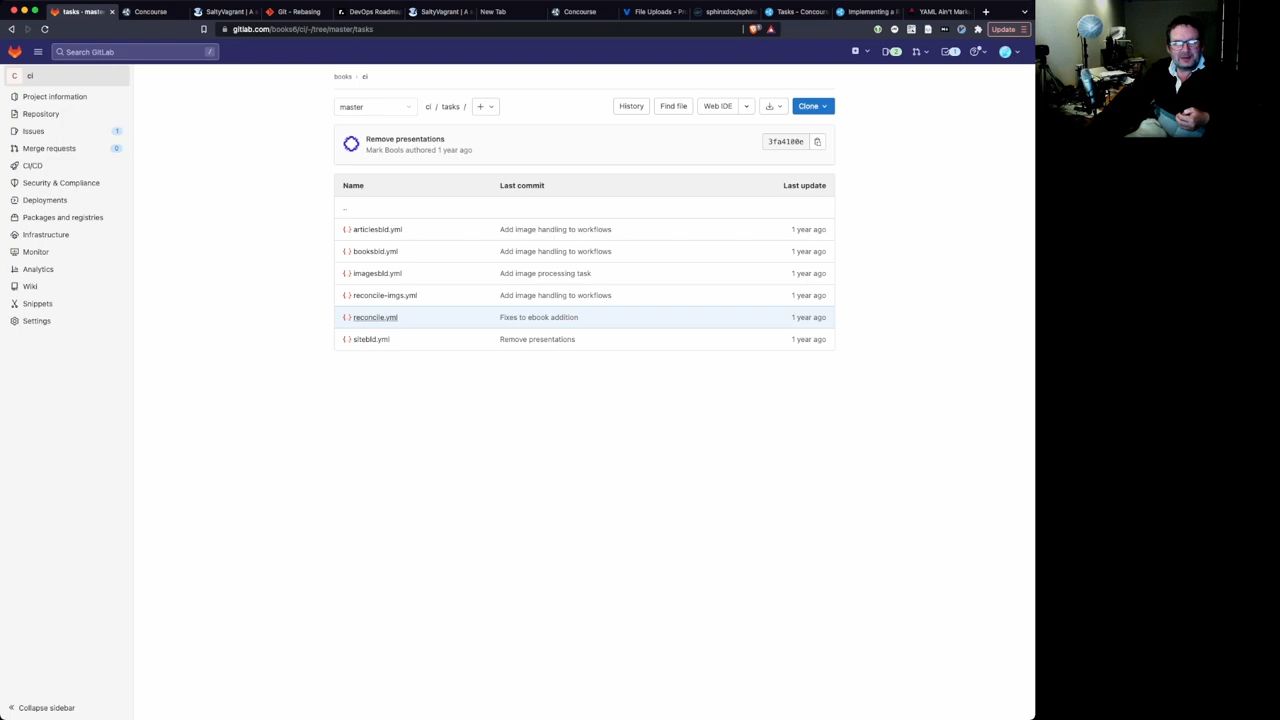 tasks · master
Concourse
SaltyVagrant | A
Git - Rebasing
DevOps Roadma
SaltyVagrant | A
New Tab
Concourse
File Uploads - P
sphinxdoc/sphin
Tasks - Concour
Implementing a
YAML Ain't Mark
gitlab.com/books6/ci/-/tree/master/tasks
Update
Search GitLab
/
2
1
C ci
books › ci
Project information
Repository
Issues 1
Merge requests 0
CI/CD
Security & Compliance
Deployments
Packages and registries
Infrastructure
Monitor
Analytics
Wiki
Snippets
Settings
Collapse sidebar
master
ci / tasks / +
History
Find file
Web IDE
Clone
Remove presentations
Mark Bools authored 1 year ago
3fa4100e
Name Last commit Last update
..
articlesbld.yml Add image handling to workflows 1 year ago
booksbld.yml Add image handling to workflows 1 year ago
imagesbld.yml Add image processing task 1 year ago
reconcile-imgs.yml Add image handling to workflows 1 year ago
reconcile.yml Fixes to ebook addition 1 year ago
sitebld.yml Remove presentations 1 year ago